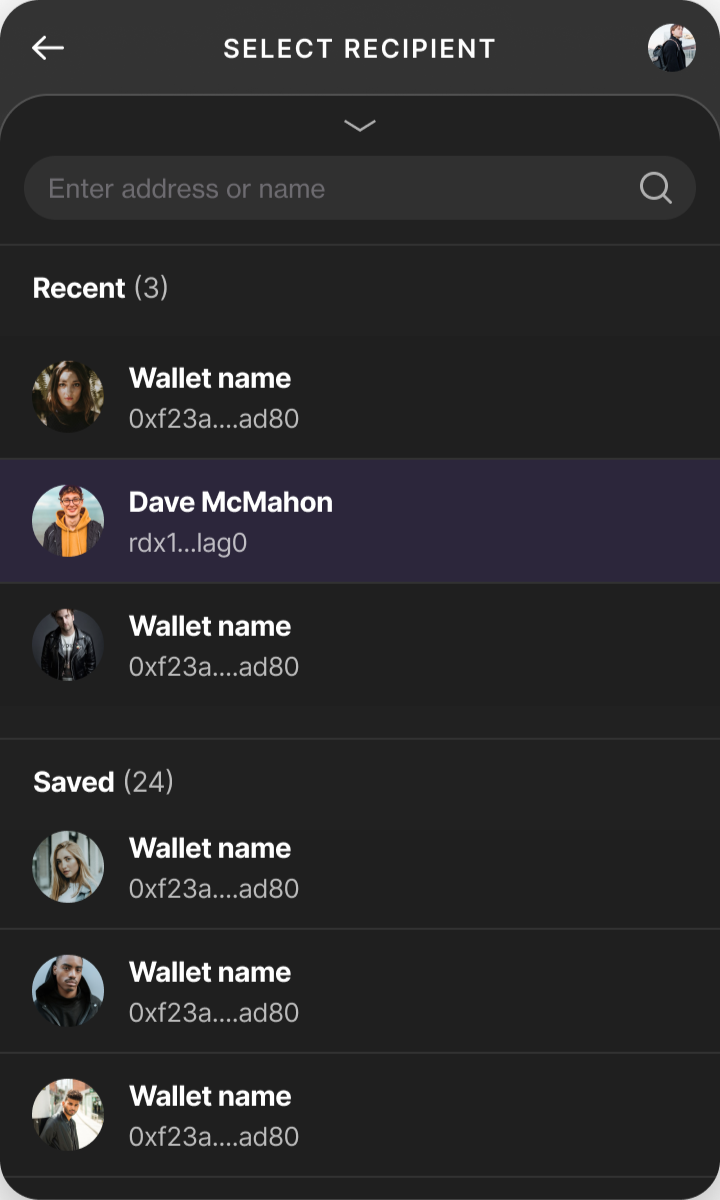 SELECT RECIPIENT
Enter address or name
Recent (3)
Wallet name
0xf23a....ad80
Dave McMahon
rdx1...lag0
Wallet name
0xf23a....ad80
Saved (24)
Wallet name
0xf23a....ad80
Wallet name
0xf23a....ad80
Wallet name
0xf23a....ad80